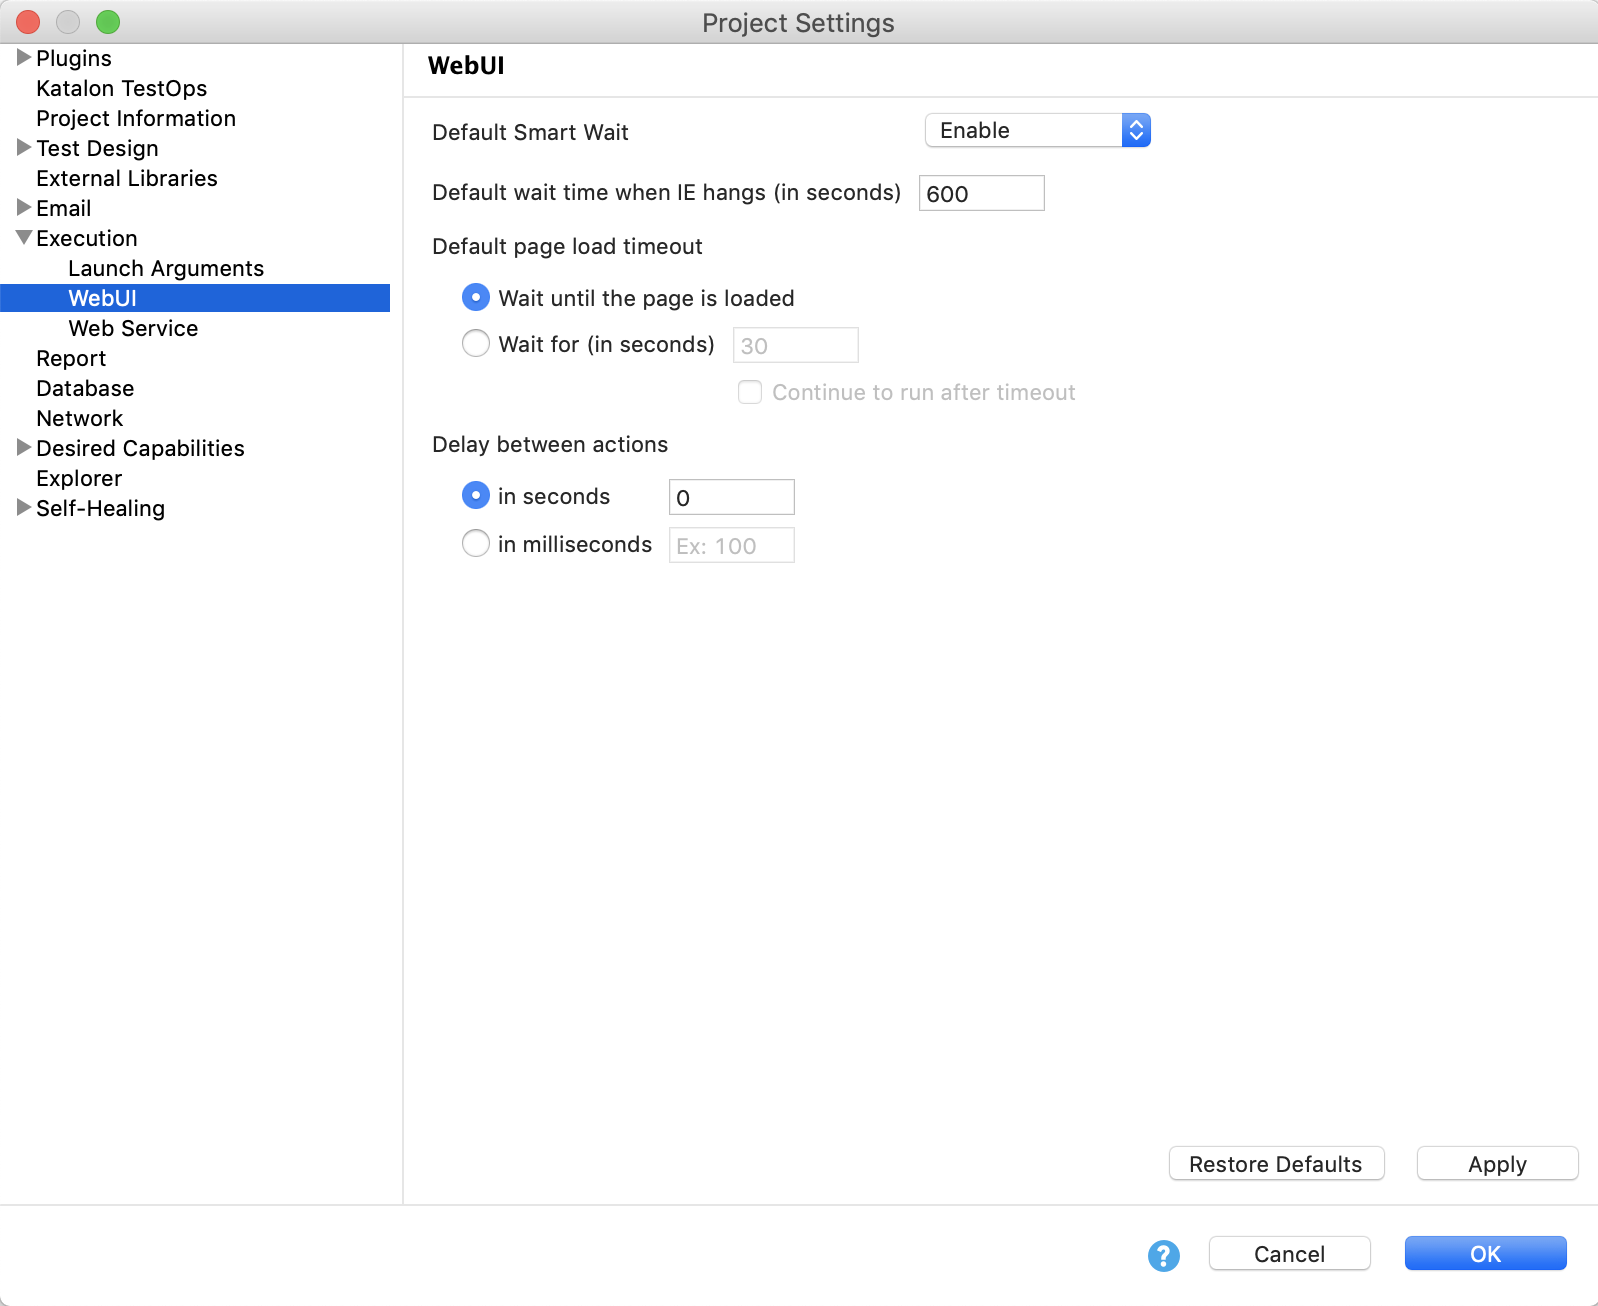 Project Settings
Plugins
Katalon TestOps
Project Information
Test Design
External Libraries
Email
Execution
Launch Arguments
WebUI
Web Service
Report
Database
Network
Desired Capabilities
Explorer
Self-Healing
WebUI
Default Smart Wait Enable
Default wait time when IE hangs (in seconds) 600
Default page load timeout
Wait until the page is loaded
Wait for (in seconds) 30
Continue to run after timeout
Delay between actions
in seconds 0
in milliseconds Ex: 100
Restore Defaults Apply
? Cancel OK